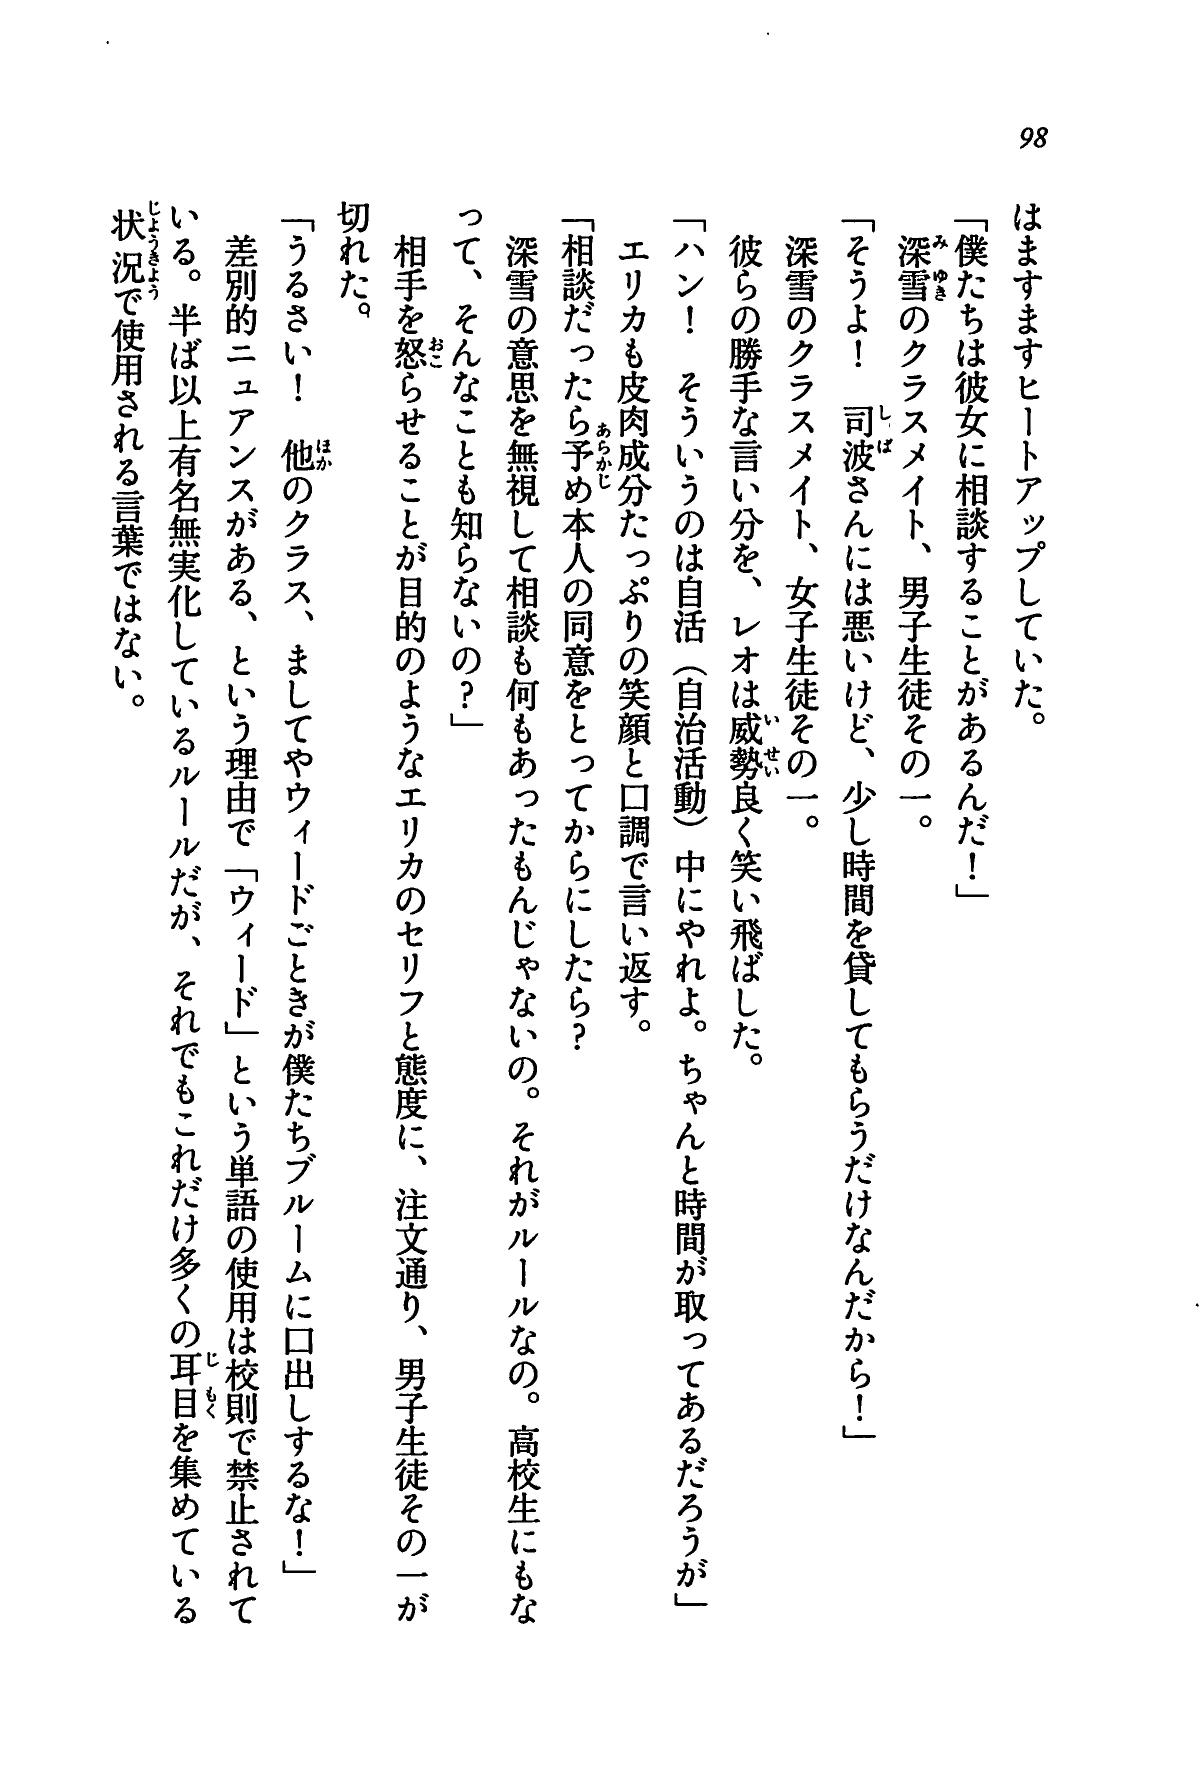 98
はますますヒートアップしていた。
「僕たちは彼女に相談することがあるんだ！」
　深雪のクラスメイト、男子生徒その一。
「そうよ！　司波さんには悪いけど、少し時間を貸してもらうだけなんだから！」
　深雪のクラスメイト、女子生徒その一。
　彼らの勝手な言い分を、レオは威勢良く笑い飛ばした。
「ハン！　そういうのは自活（自治活動）中にやれよ。ちゃんと時間が取ってあるだろうが」
　エリカも皮肉成分たっぷりの笑顔と口調で言い返す。
「相談だったら予め本人の同意をとってからにしたら？
　深雪の意思を無視して相談も何もあったもんじゃないの。それがルールなの。高校生にもな
って、そんなことも知らないの？」
　相手を怒らせることが目的のようなエリカのセリフと態度に、注文通り、男子生徒その一が
切れた。
「うるさい！　他のクラス、ましてやウィードごときが僕たちブルームに口出しするな！」
　差別的ニュアンスがある、という理由で「ウィード」という単語の使用は校則で禁止されて
いる。半ば以上有名無実化しているルールだが、それでもこれだけ多くの耳目を集めている
状況で使用される言葉ではない。